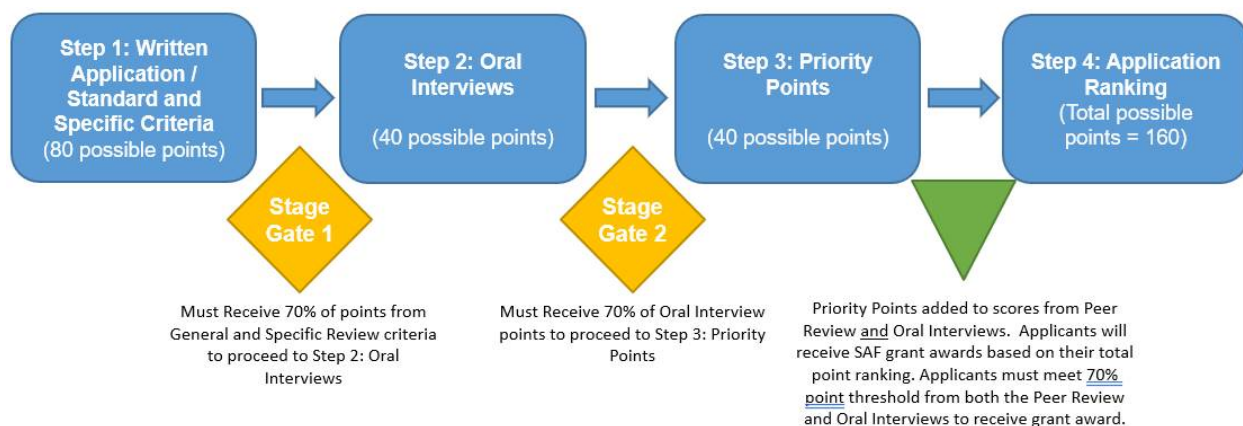 Step 1: Written
Application /
Standard and
Specific Criteria
(80 possible points)
Step 2: Oral
Interviews
(40 possible points)
Step 3: Priority
Points
(40 possible points)
Step 4: Application
Ranking
(Total possible
points = 160)
Stage
Gate 1
Stage
Gate 2
Must Receive 70% of points from
General and Specific Review criteria
to proceed to Step 2: Oral
Interviews
Must Receive 70% of Oral Interview
points to proceed to Step 3: Priority
Points
Priority Points added to scores from Peer
Review and Oral Interviews. Applicants will
receive SAF grant awards based on their total
point ranking. Applicants must meet 70%
point threshold from both the Peer Review
and Oral Interviews to receive grant award.